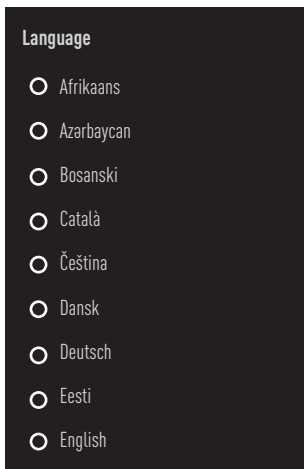 Language
Afrikaans
Azərbaycan
Bosanski
Català
Čeština
Dansk
Deutsch
Eesti
English